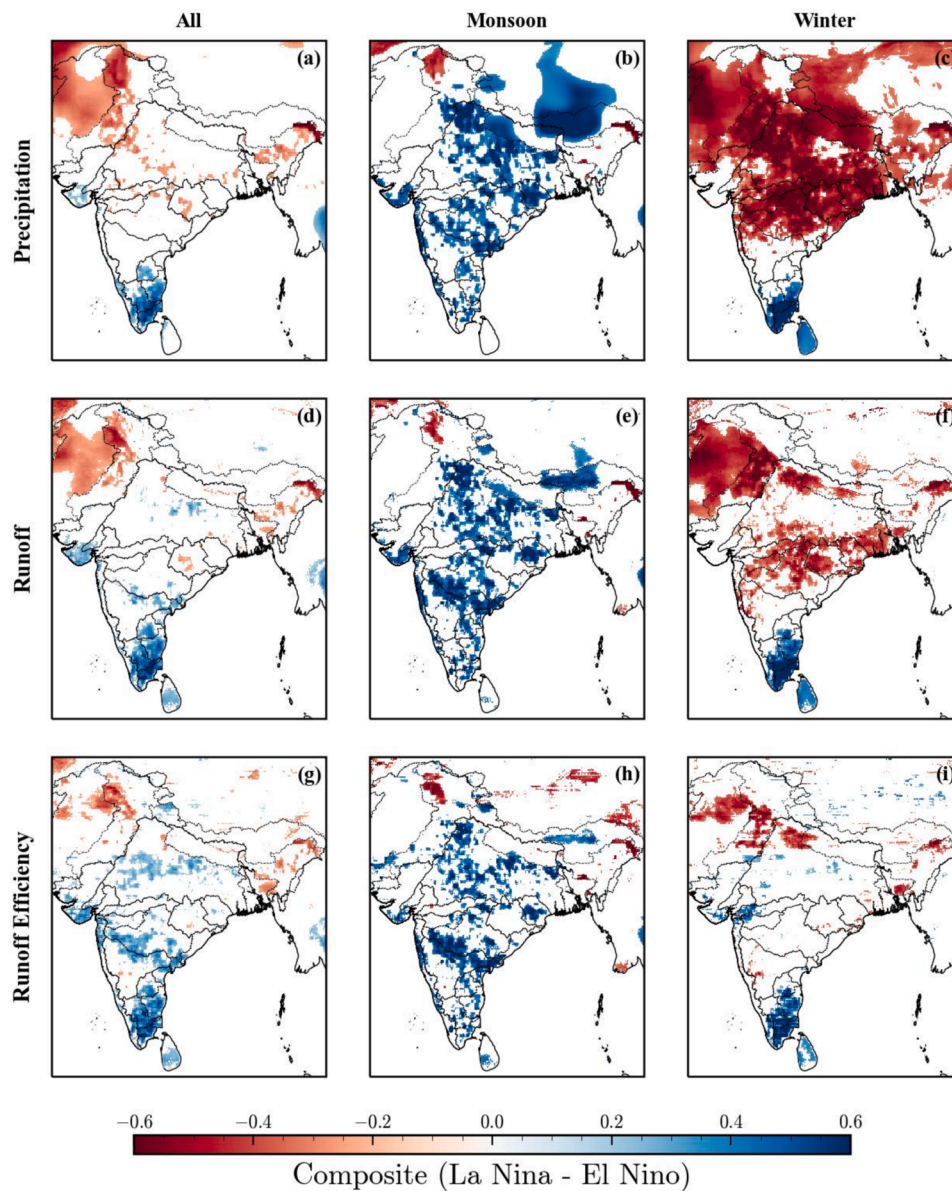 All Monsoon Winter
Precipitation
(a) (b) (c)
Runoff
(d) (e) (f)
Runoff Efficiency
(g) (h) (i)
−0.6 −0.4 −0.2 0.0 0.2 0.4 0.6
Composite (La Nina - El Nino)